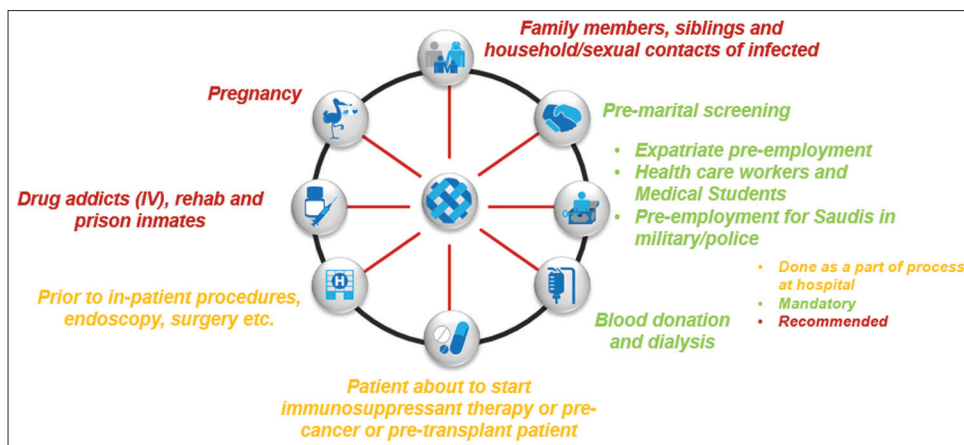 Family members, siblings and
household/sexual contacts of infected
Pregnancy
Pre-marital screening
• Expatriate pre-employment
• Health care workers and
Medical Students
• Pre-employment for Saudis in
military/police
Drug addicts (IV), rehab and
prison inmates
H
Prior to in-patient procedures,
endoscopy, surgery etc.
Blood donation
and dialysis
• Done as a part of process
at hospital
• Mandatory
• Recommended
Patient about to start
immunosuppressant therapy or pre-
cancer or pre-transplant patient